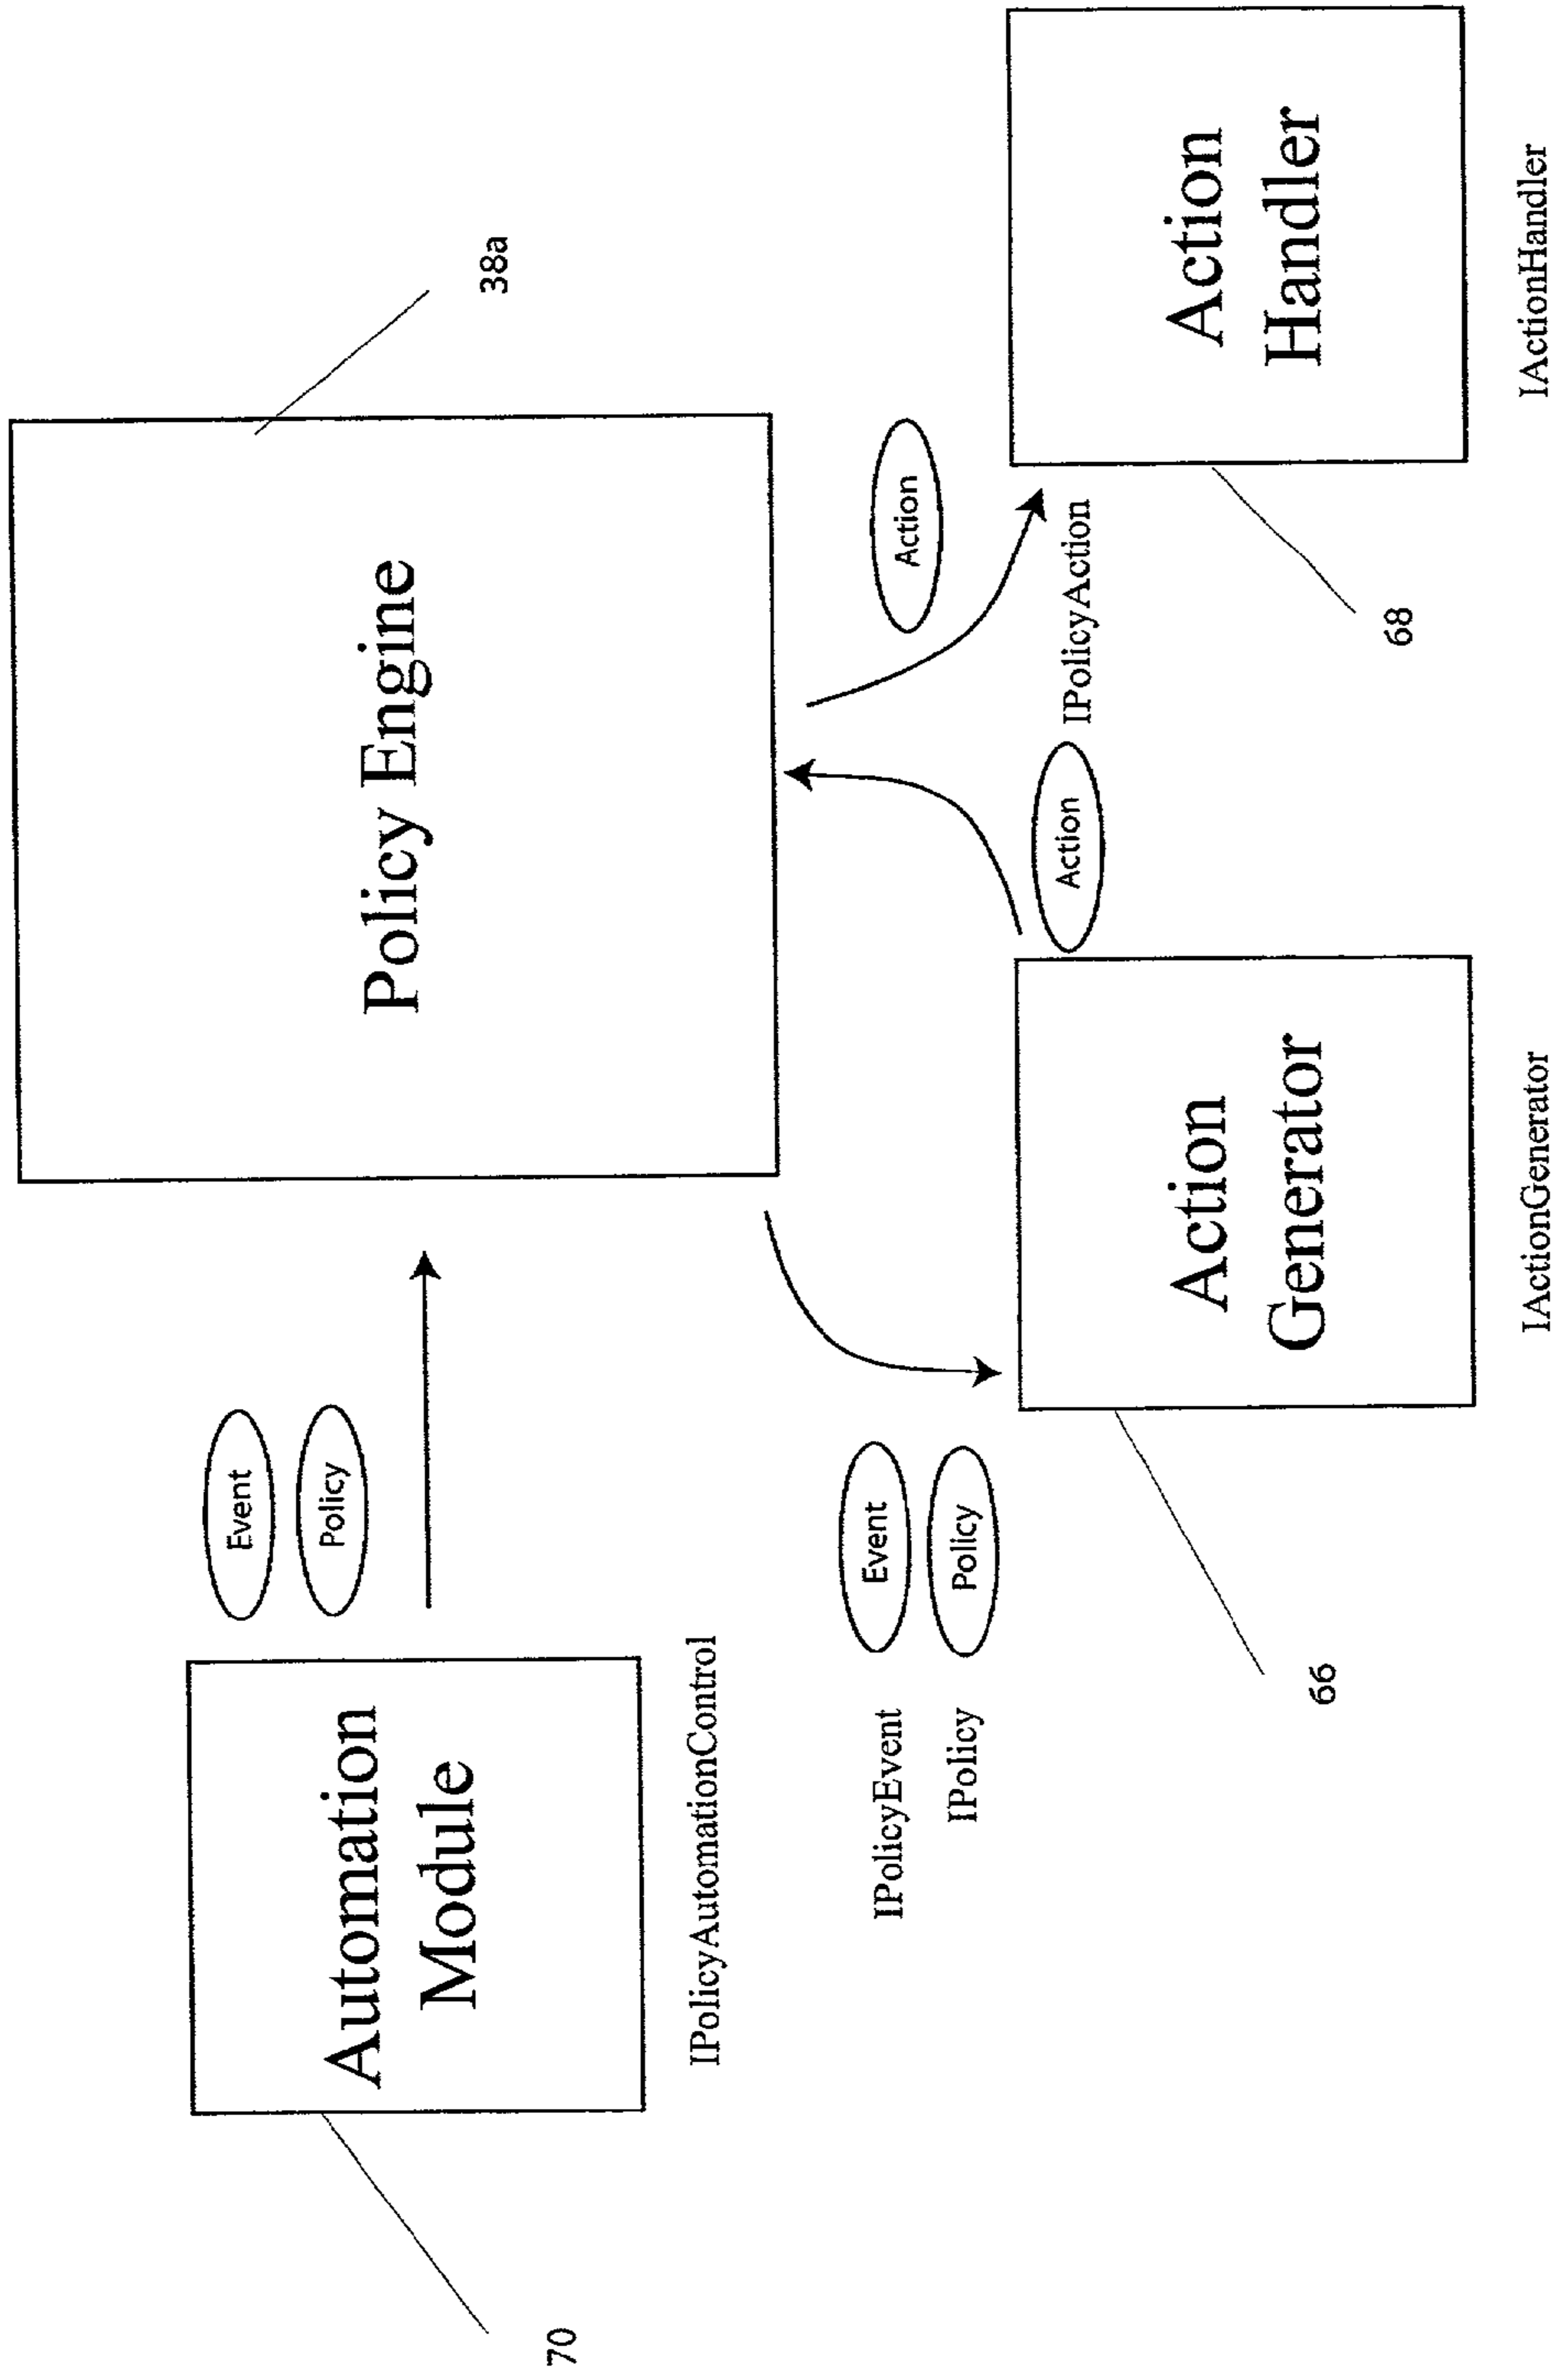 Policy Engine
38a
Event
Policy
Automation
Module
70
IPolicyAutomationControl
Action
Event
Policy
IPolicyEvent
IPolicy
Action
IPolicyAction
Action
Generator
66
Action
Handler
68
IActionGenerator
IActionHandler